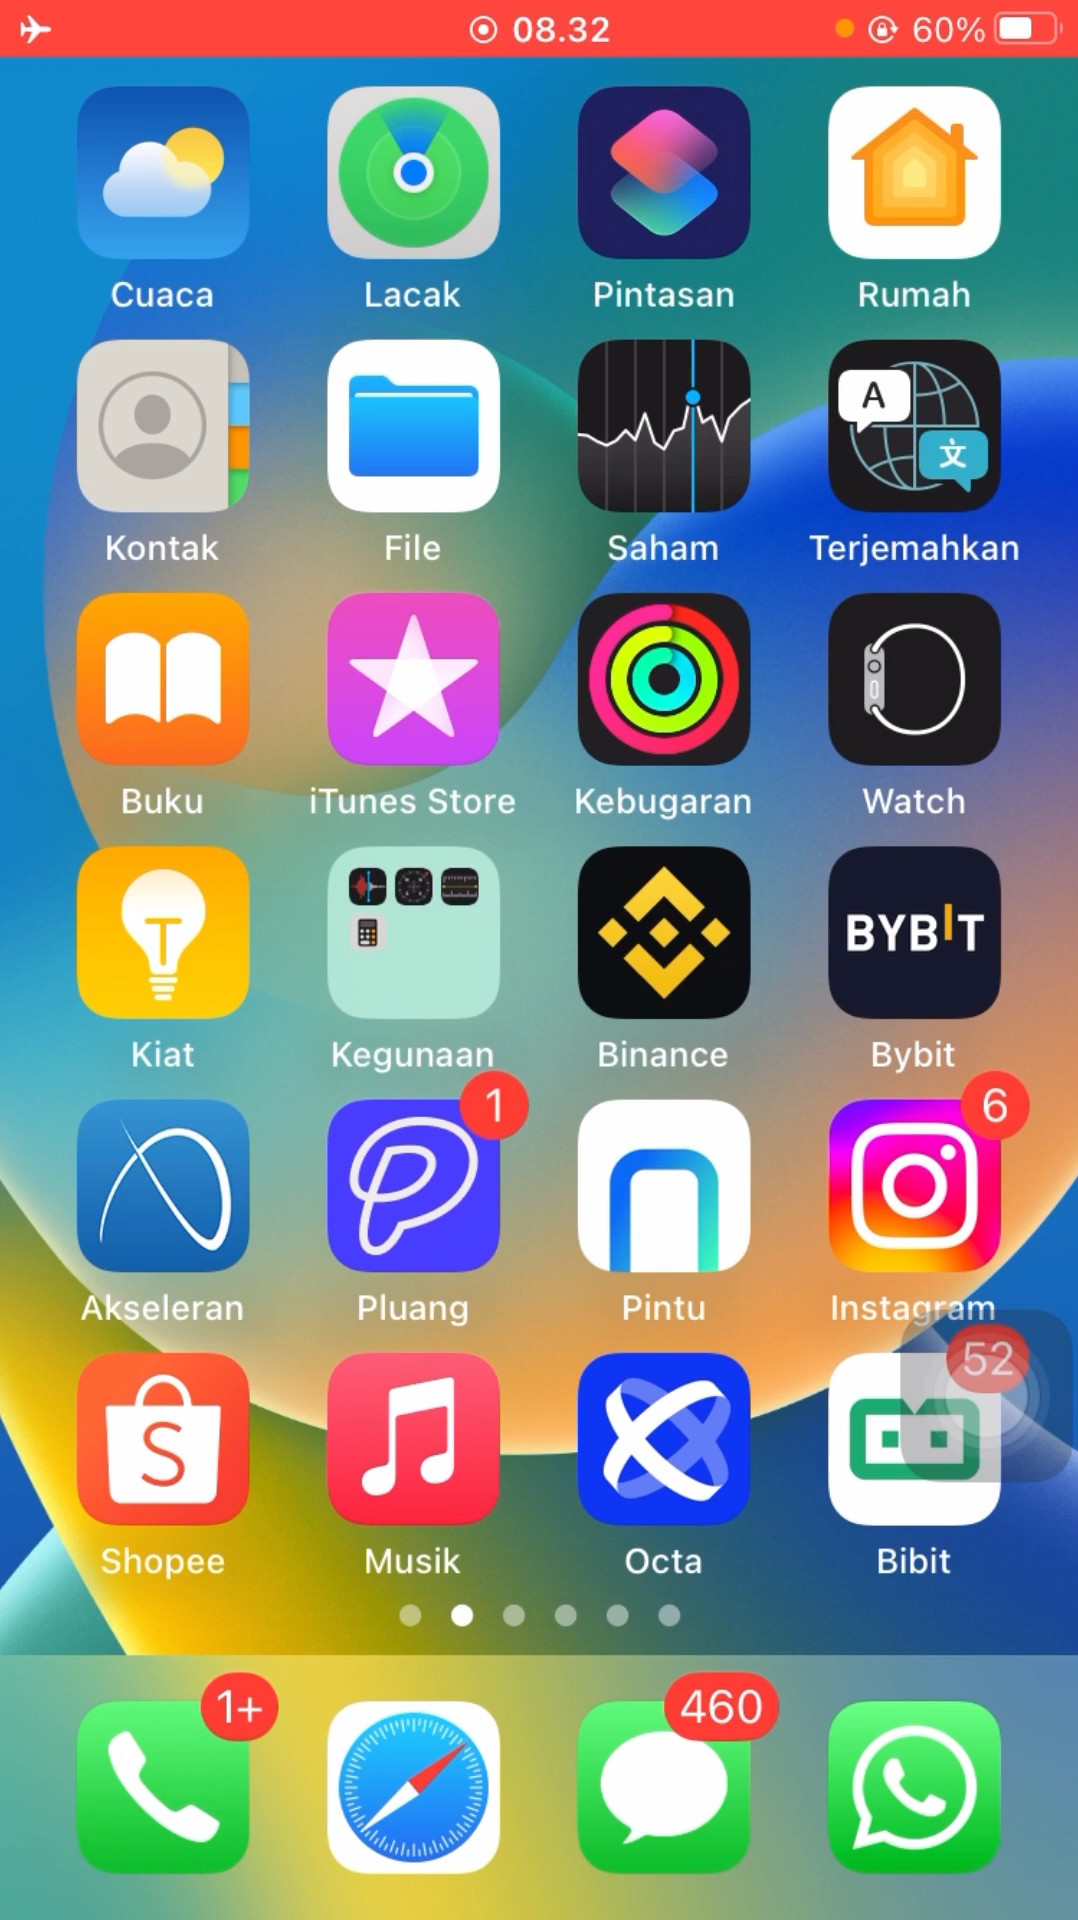 08.32 60%
Cuaca Lacak Pintasan Rumah
A 文
Kontak File Saham Terjemahkan
Buku iTunes Store Kebugaran Watch
BYBIT
Kiat Kegunaan Binance Bybit
1 6
Akseleran Pluang Pintu Instagram
52
S
Shopee Musik Octa Bibit
1+ 460